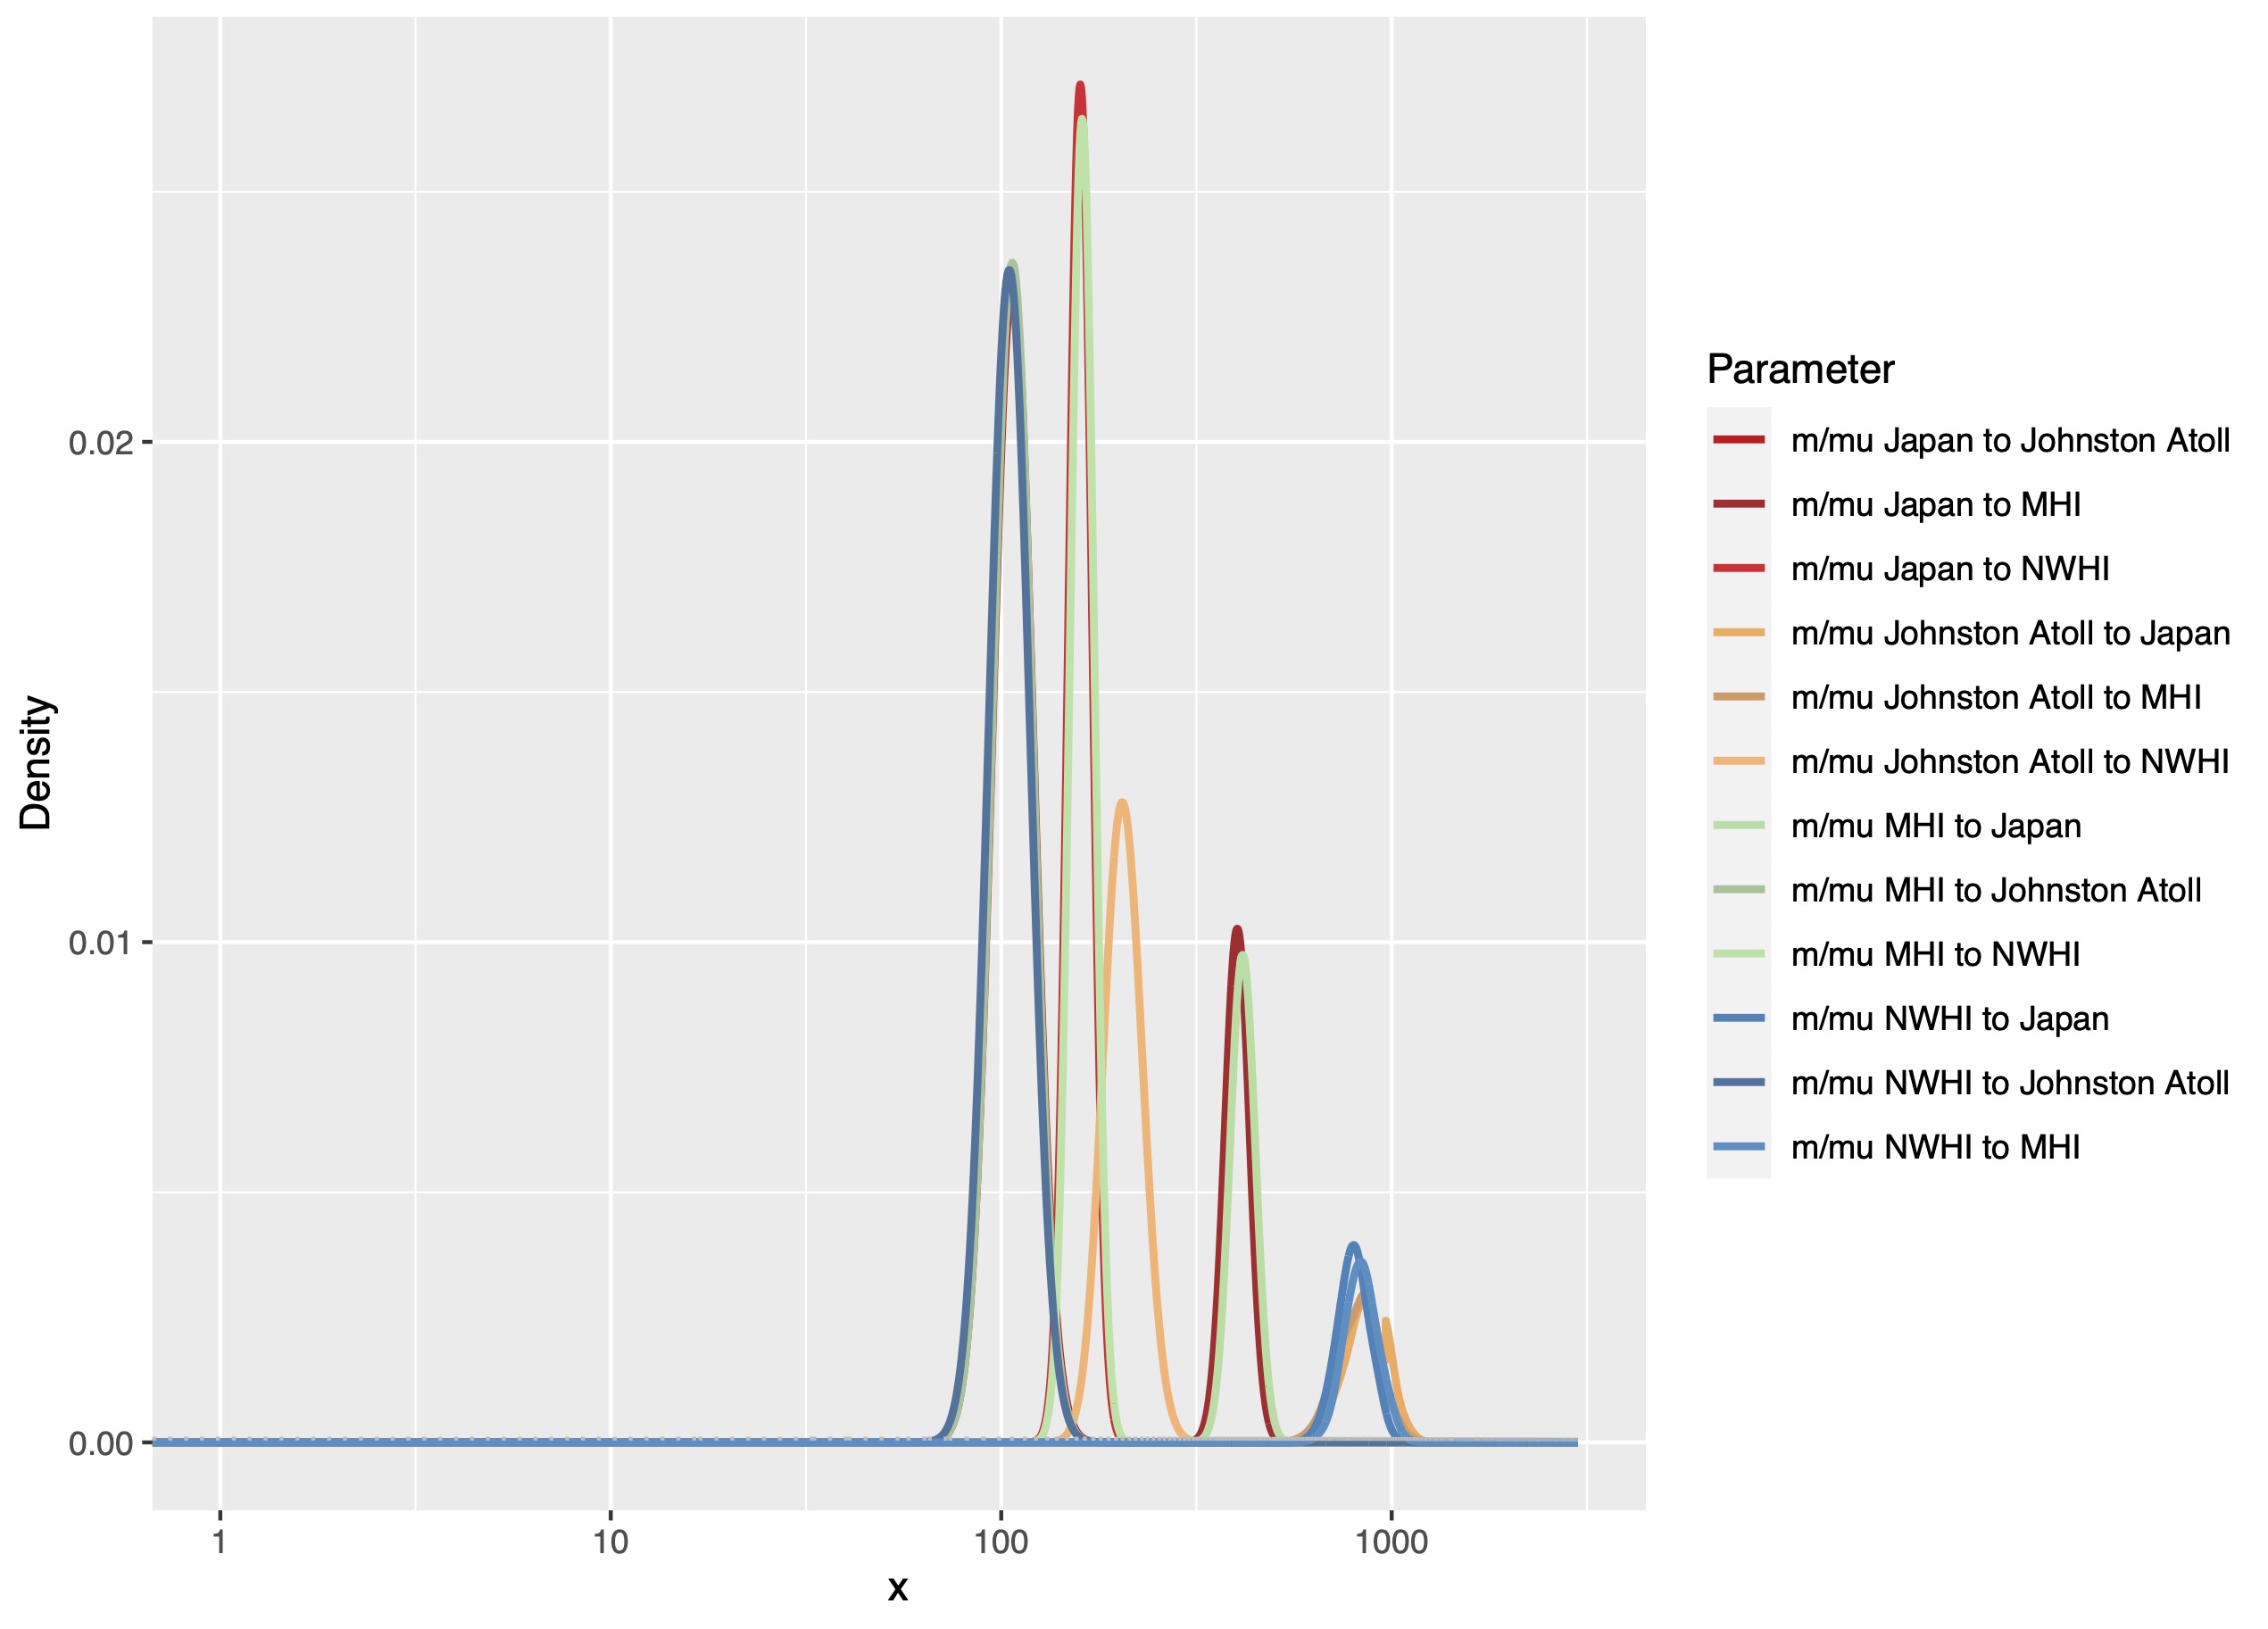 Density
0.02
0.01
0.00
1 10 100 1000
x
Parameter
m/mu Japan to Johnston Atoll
m/mu Japan to MHI
m/mu Japan to NWHI
m/mu Johnston Atoll to Japan
m/mu Johnston Atoll to MHI
m/mu Johnston Atoll to NWHI
m/mu MHI to Japan
m/mu MHI to Johnston Atoll
m/mu MHI to NWHI
m/mu NWHI to Japan
m/mu NWHI to Johnston Atoll
m/mu NWHI to MHI